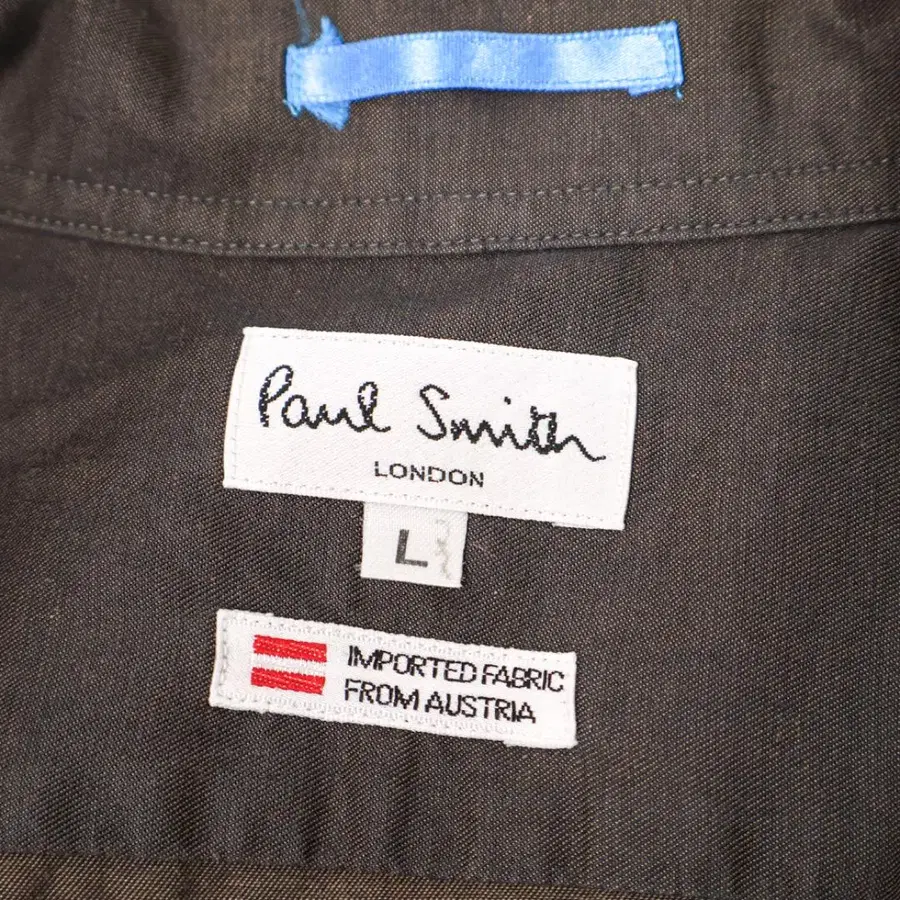 Paul Smith
LONDON
L
IMPORTED FABRIC
FROM AUSTRIA